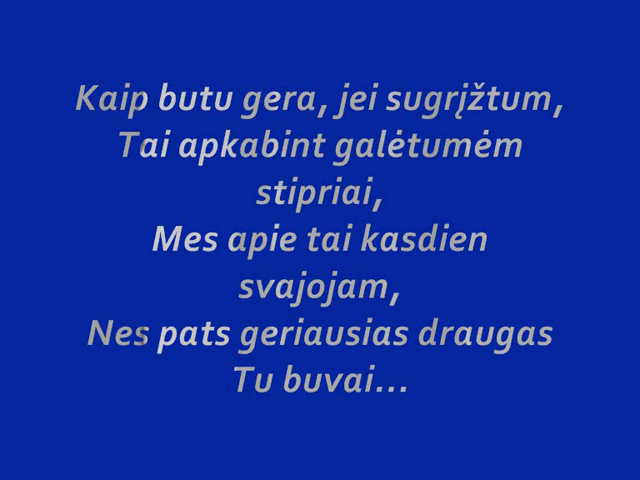 Kaip butu gera, jei sugrįžtum,
Tai apkabint galėtumėm
stipriai,
Mes apie tai kasdien
svajojam,
Nes pats geriausias draugas
Tu buvai...